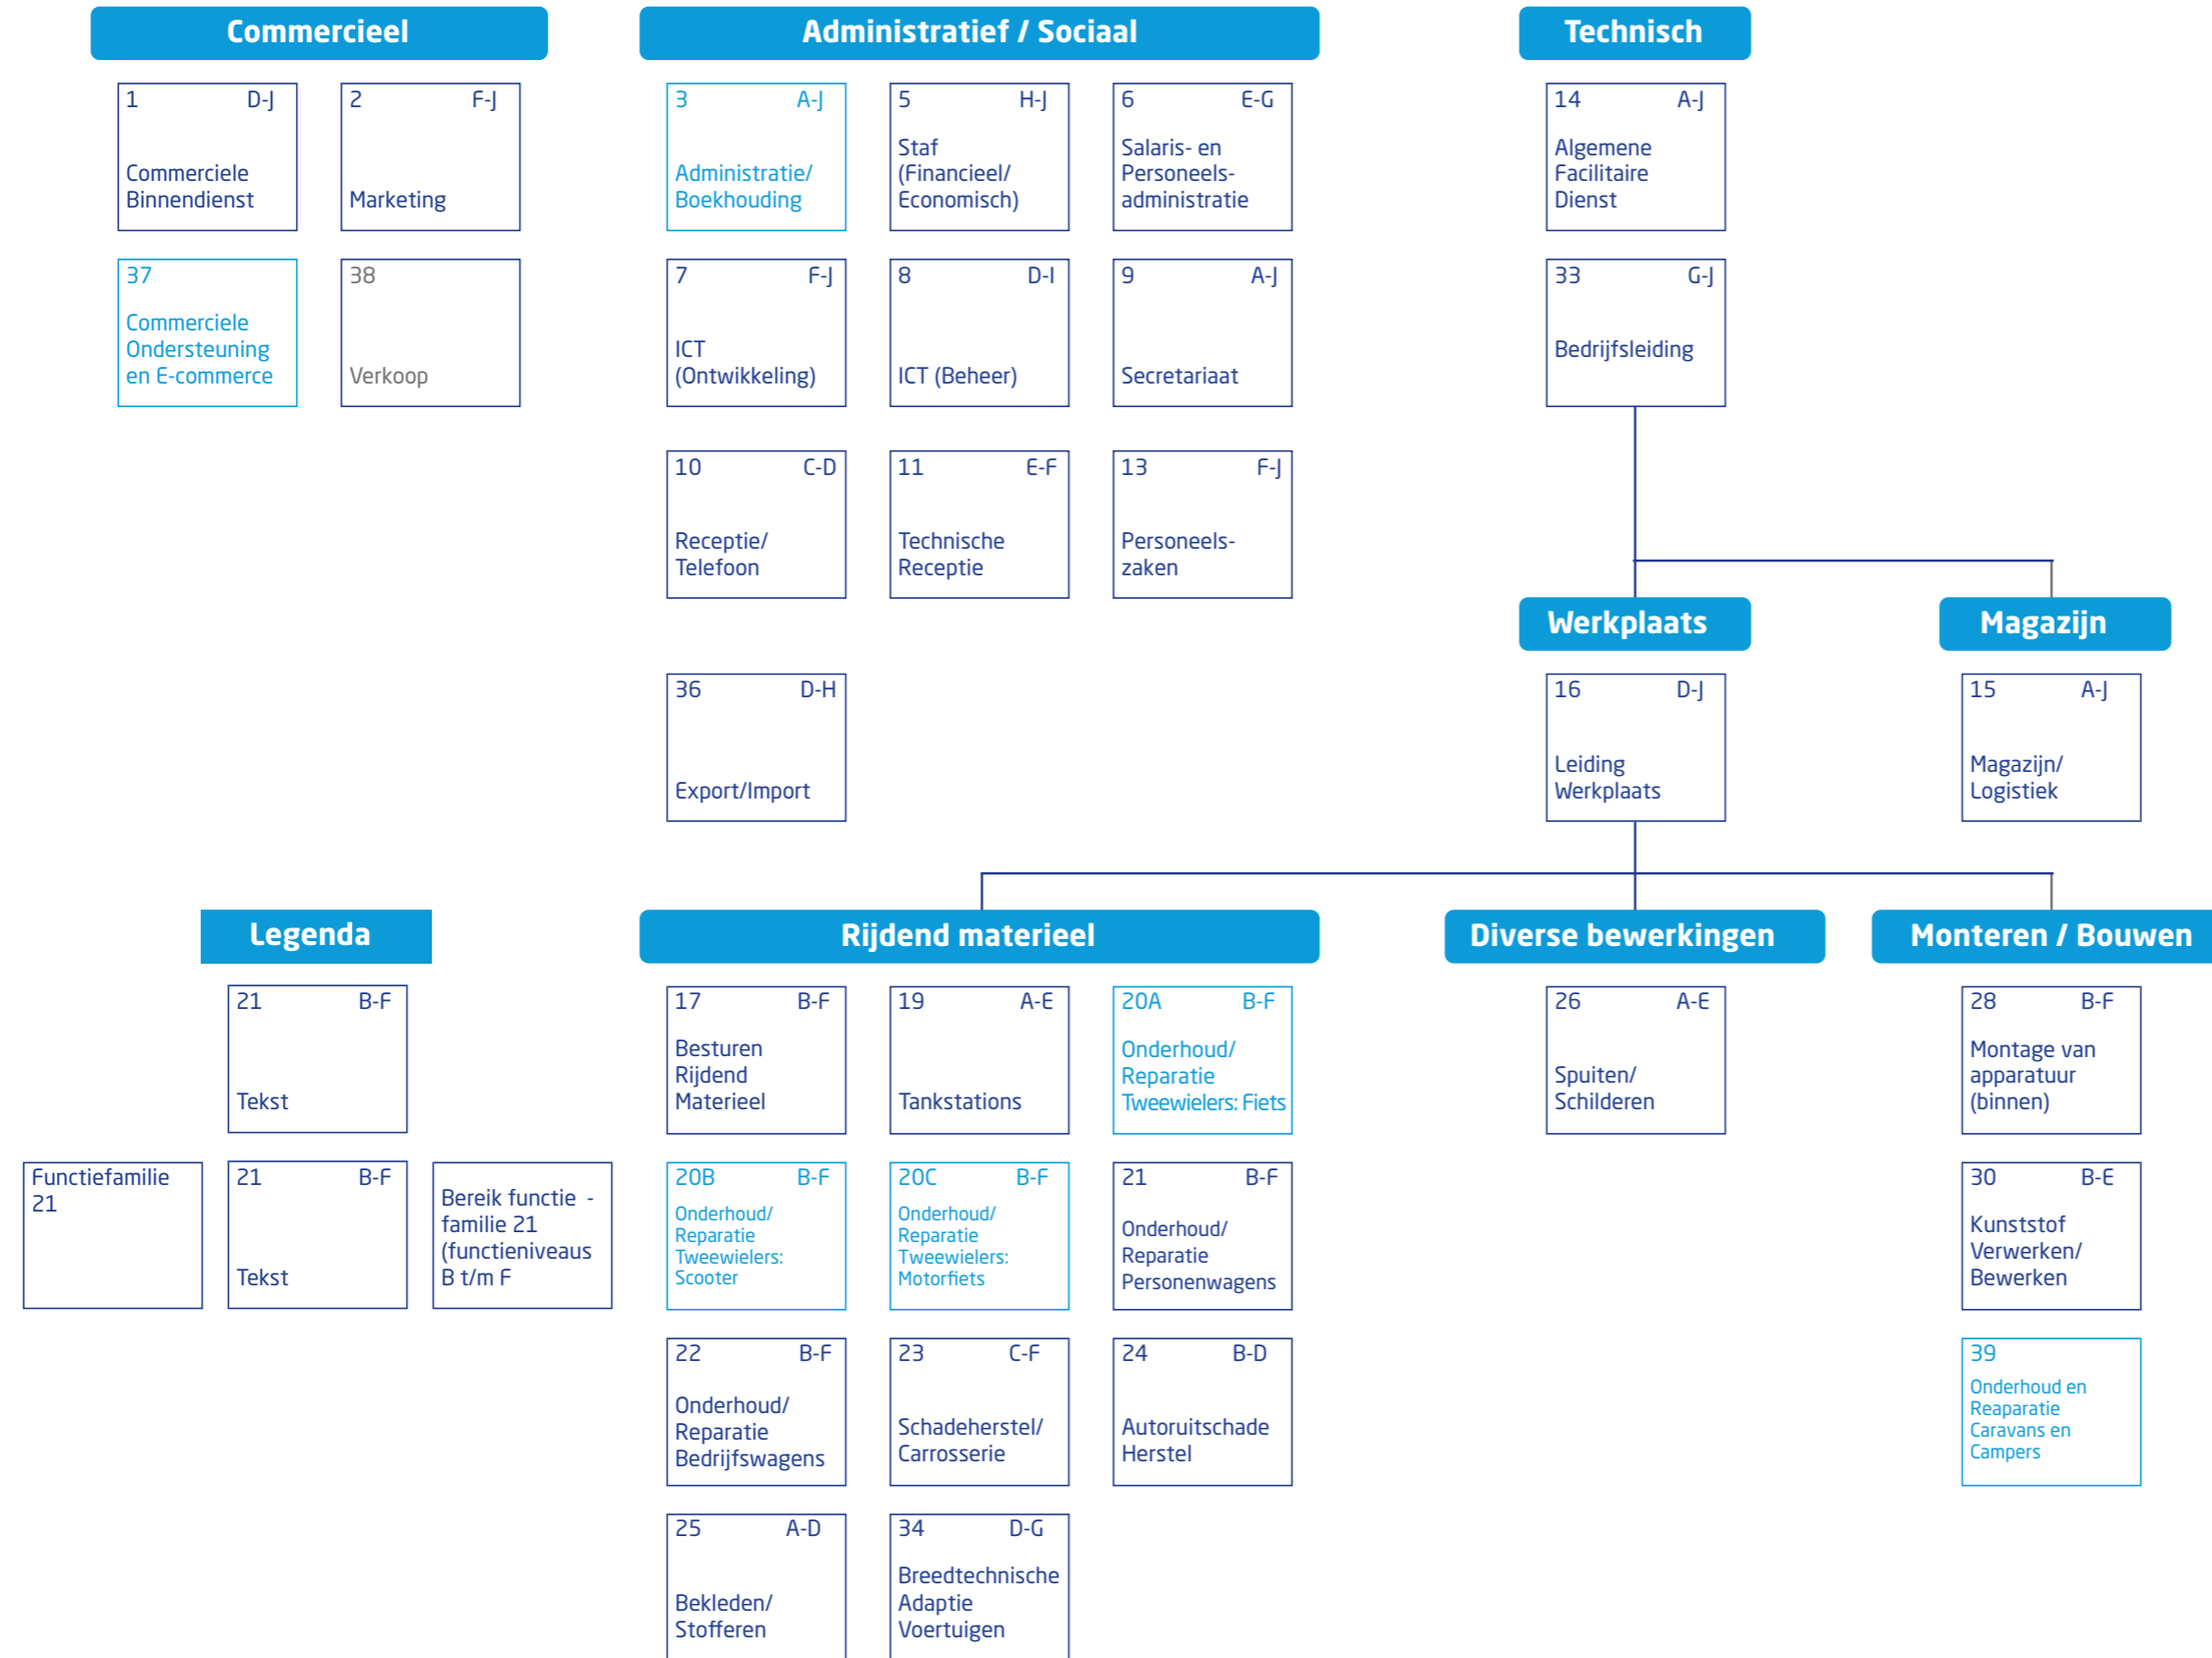 Commercieel
Administratief / Sociaal
Technisch
1 D-J
Commerciele
Binnendienst
2 F-J
Marketing
3 A-J
Administratie/
Boekhouding
5 H-J
Staf
(Financieel/
Economisch)
6 E-G
Salaris- en
Personeels-
administratie
14 A-J
Algemene
Facilitaire
Dienst
37
Commerciele
Ondersteuning
en E-commerce
38
Verkoop
7 F-J
ICT
(Ontwikkeling)
8 D-I
ICT (Beheer)
9 A-J
Secretariaat
33 G-J
Bedrijfsleiding
10 C-D
Receptie/
Telefoon
11 E-F
Technische
Receptie
13 F-J
Personeels-
zaken
Werkplaats
Magazijn
36 D-H
Export/Import
16 D-J
Leiding
Werkplaats
15 A-J
Magazijn/
Logistiek
Legenda
Rijdend materieel
Diverse bewerkingen
Monteren / Bouwen
21 B-F
Tekst
17 B-F
Besturen
Rijdend
Materieel
19 A-E
Tankstations
20A B-F
Onderhoud/
Reparatie
Tweewielers: Fiets
26 A-E
Spuiten/
Schilderen
28 B-F
Montage van
apparatuur
(binnen)
Functiefamilie
21
21 B-F
Tekst
Bereik functie -
familie 21
(functieniveaus
B t/m F
20B B-F
Onderhoud/
Reparatie
Tweewielers:
Scooter
20C B-F
Onderhoud/
Reparatie
Tweewielers:
Motorfiets
21 B-F
Onderhoud/
Reparatie
Personenwagens
30 B-E
Kunststof
Verwerken/
Bewerken
22 B-F
Onderhoud/
Reparatie
Bedrijfswagens
23 C-F
Schadeherstel/
Carrosserie
24 B-D
Autoruitschade
Herstel
39
Onderhoud en
Reaparatie
Caravans en
Campers
25 A-D
Bekleden/
Stofferen
34 D-G
Breedtechnische
Adaptie
Voertuigen